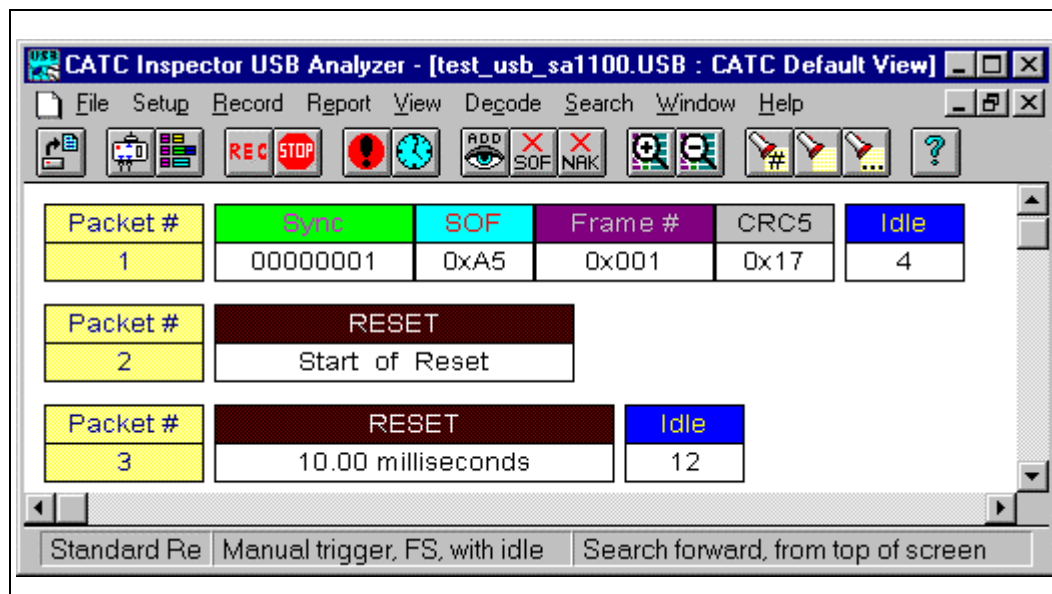 USB
CATC Inspector USB Analyzer - [test_usb_sa1100.USB : CATC Default View]
File Setup Record Report View Decode Search Window Help
REC STOP ADD SOF NAK # ... ?
Packet # Sync SOF Frame # CRC5 Idle
1 00000001 0xA5 0x001 0x17 4
Packet # RESET
2 Start of Reset
Packet # RESET Idle
3 10.00 milliseconds 12
Standard Re Manual trigger, FS, with idle Search forward, from top of screen